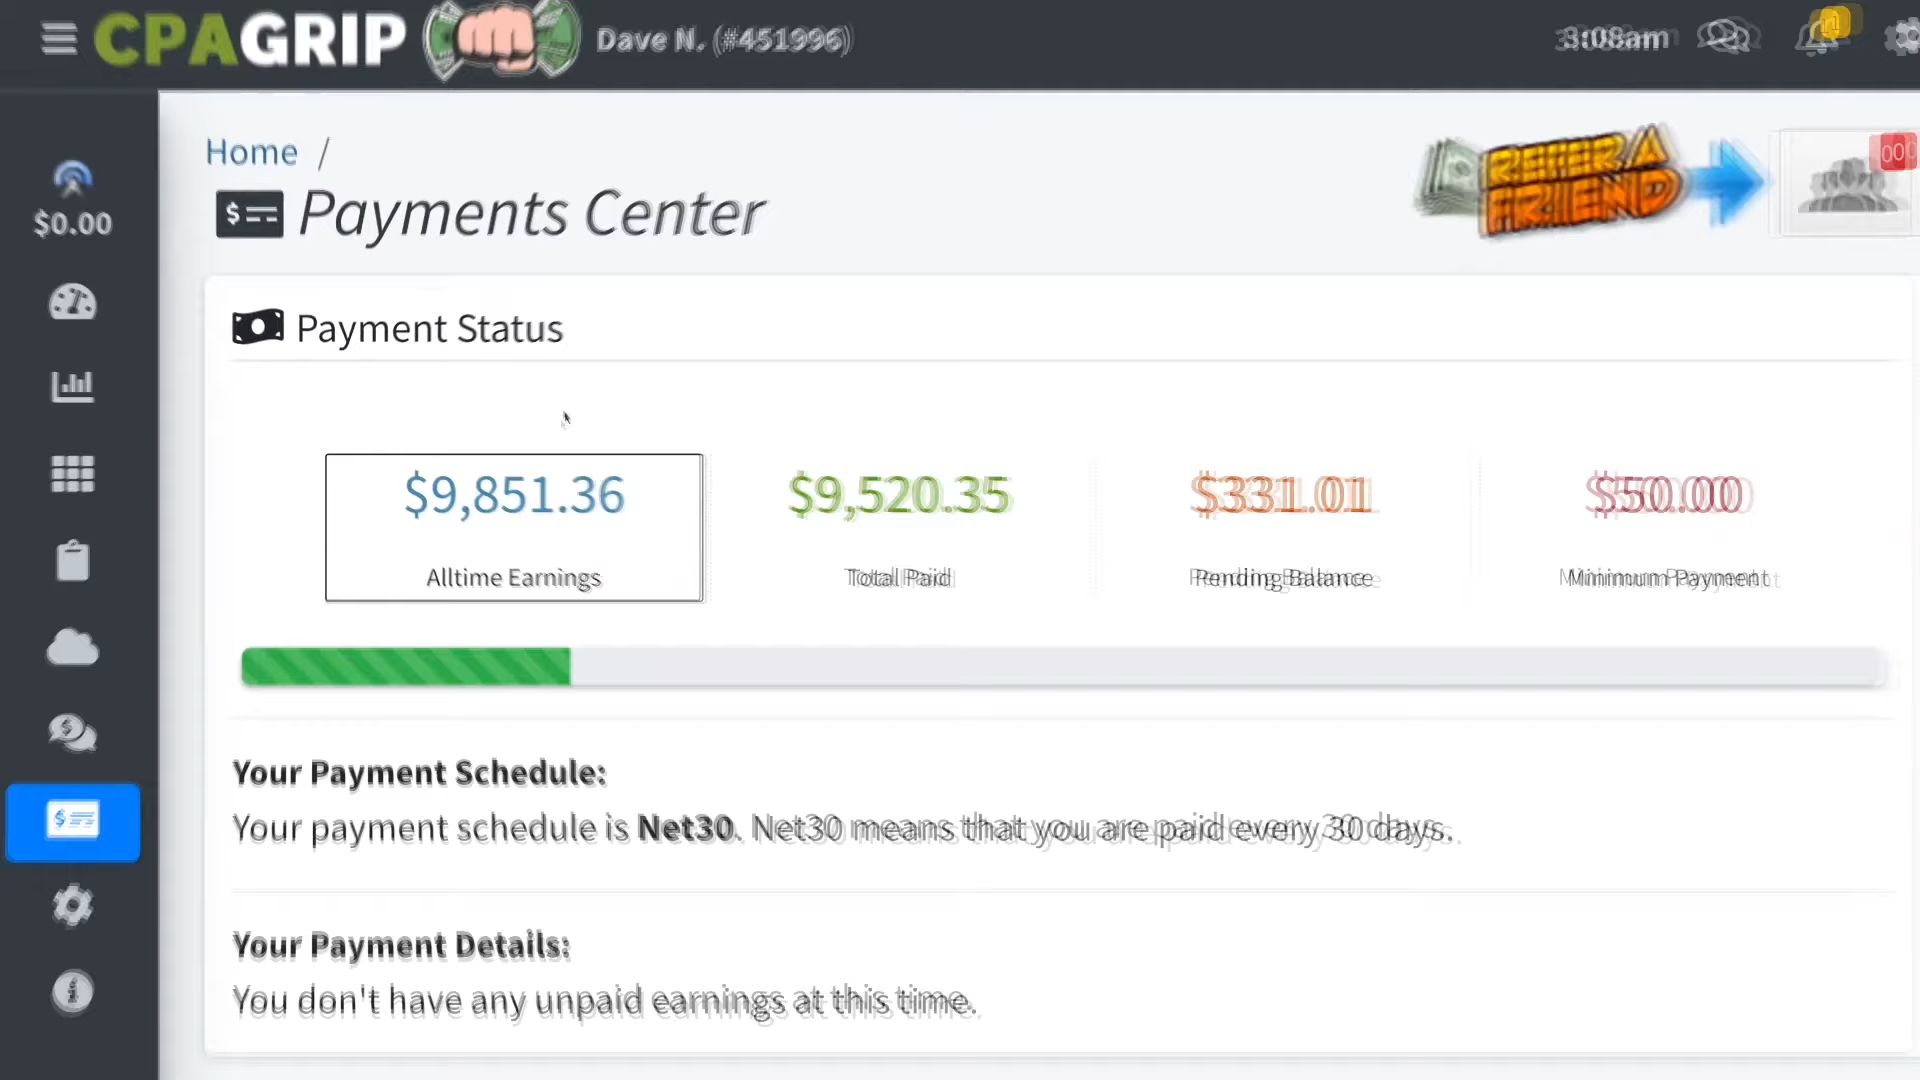 CPAGRIP
Dave N. (#451996)
3:08am
$0.00
Home /
Payments Center
REFER A
FRIEND
Payment Status
$9,851.36
Alltime Earnings
$9,520.35
Total Paid
$331.01
Pending Balance
$50.00
Minimum Payment
Your Payment Schedule:
Your payment schedule is Net30. Net30 means that you are paid every 30 days.
Your Payment Details:
You don't have any unpaid earnings at this time.